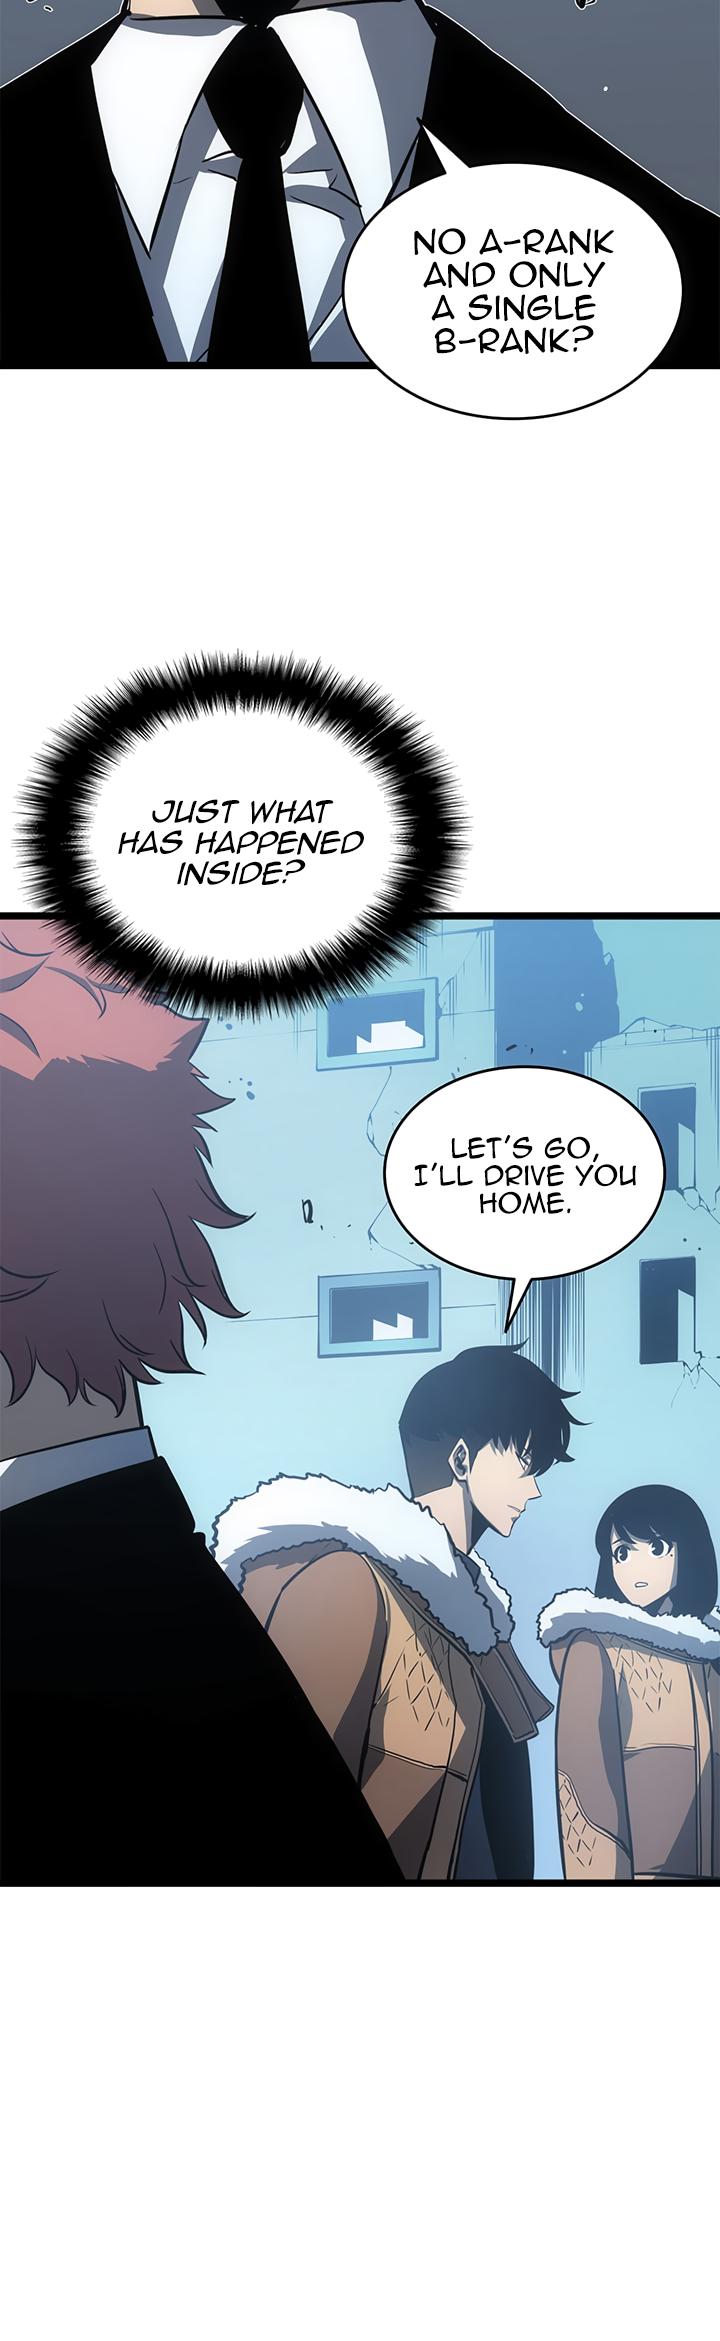 NO A-RANK
AND ONLY
A SINGLE
B-RANK?
JUST WHAT
HAS HAPPENED
INSIDE?
LET'S GO,
I'LL DRIVE YOU
HOME.